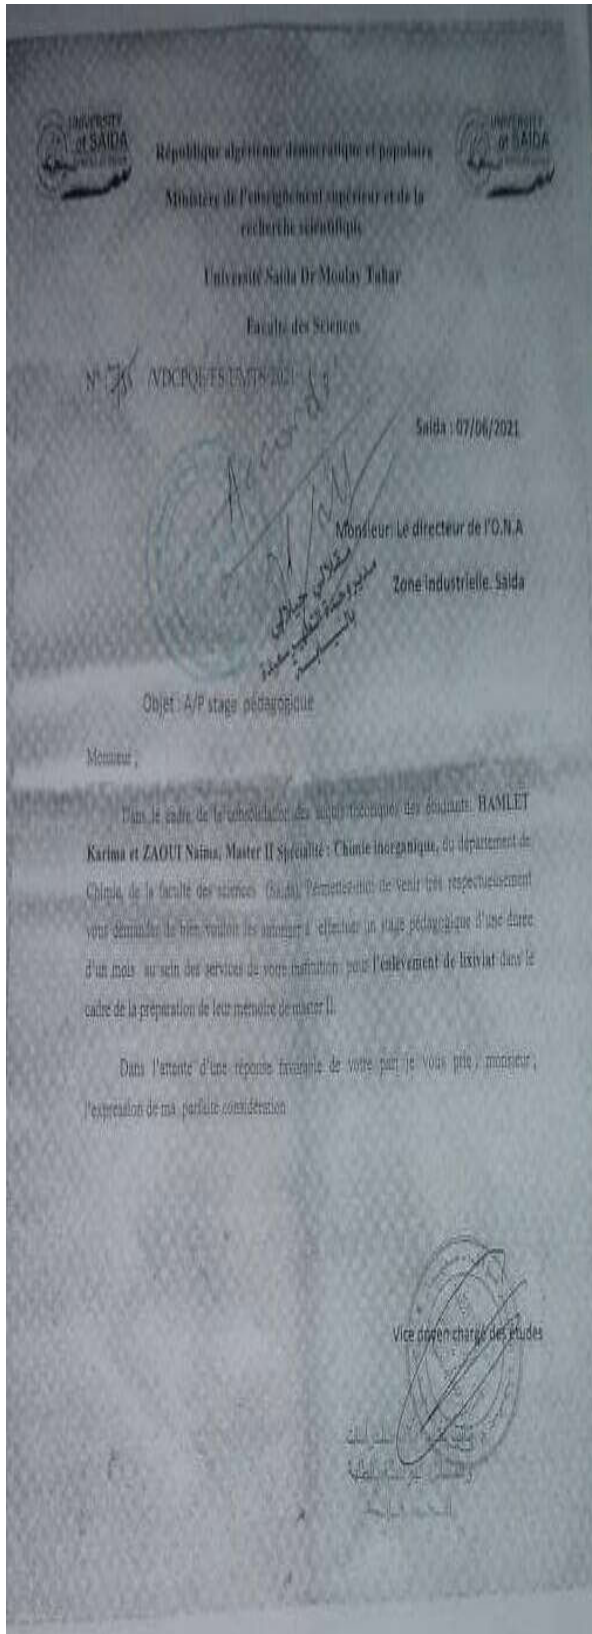 UNIVERSITY
of SAIDA
UNIVERSITY
of SAIDA
République algérienne démocratique et populaire
Ministère de l'enseignement supérieur et de la
recherche scientifique
Université Saida Dr Moulay Tahar
Faculté des Sciences
N° /VDCPQE/FS/UMTS/2021
Saida : 07/06/2021
Monsieur: Le directeur de l'O.N.A
Zone industrielle. Saida
Objet : A/P stage pédagogique
Monsieur ;
Dans le cadre de la consolidation des acquis théoriques des étudiants: HAMLET
Karima et ZAOUI Naima, Master II Spécialité : Chimie inorganique, du département de
Chimie, de la faculté des sciences (Saida), Permettez-moi de venir très respectueusement
vous demander de bien vouloir les autoriser à effectuer un stage pédagogique d'une durée
d'un mois au sein des services de votre institution pour l'enlèvement de lixiviat dans le
cadre de la préparation de leur mémoire de master II.
Dans l'attente d'une réponse favorable de votre part je vous prie ; monsieur ;
l'expression de ma parfaite considération
Vice doyen chargé des études